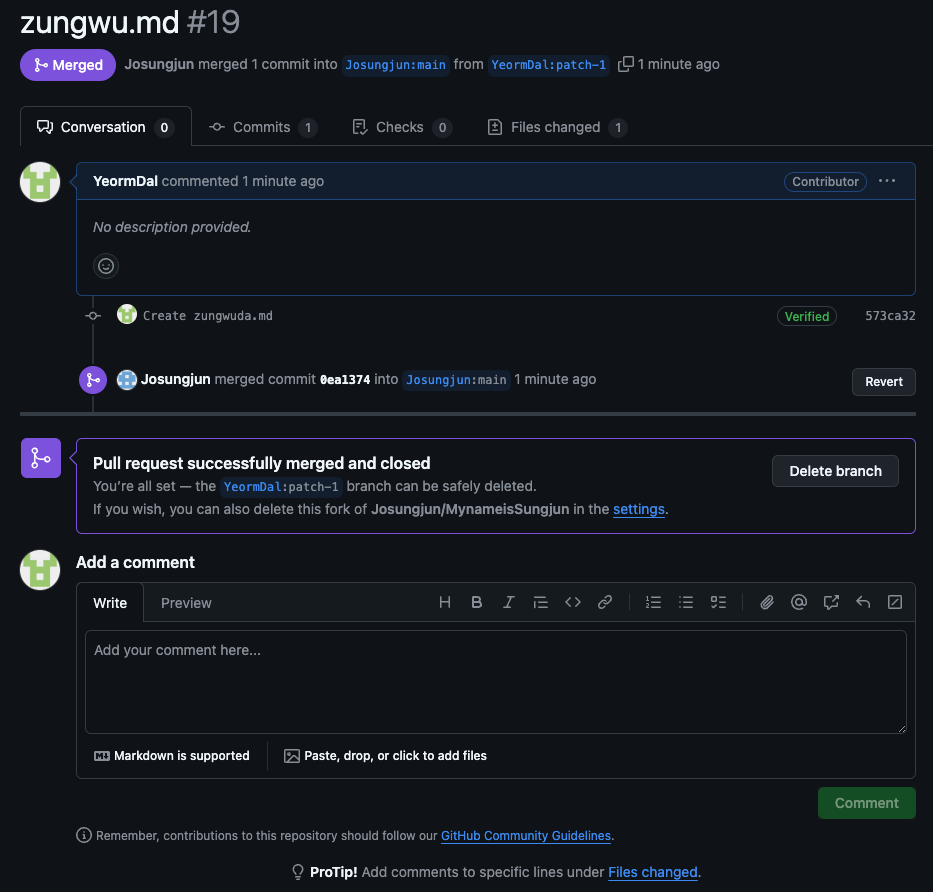 zungwu.md #19
Merged Josungjun merged 1 commit into Josungjun:main from YeormDal:patch-1 1 minute ago
Conversation 0 Commits 1 Checks 0 Files changed 1
YeormDal commented 1 minute ago Contributor ...
No description provided.
Create zungwuda.md Verified 573ca32
Josungjun merged commit 0ea1374 into Josungjun:main 1 minute ago Revert
Pull request successfully merged and closed
You're all set — the YeormDal:patch-1 branch can be safely deleted. Delete branch
If you wish, you can also delete this fork of Josungjun/MynameisSungjun in the settings.
Add a comment
Write Preview H B I
Add your comment here...
Markdown is supported Paste, drop, or click to add files
Comment
Remember, contributions to this repository should follow our GitHub Community Guidelines.
ProTip! Add comments to specific lines under Files changed.